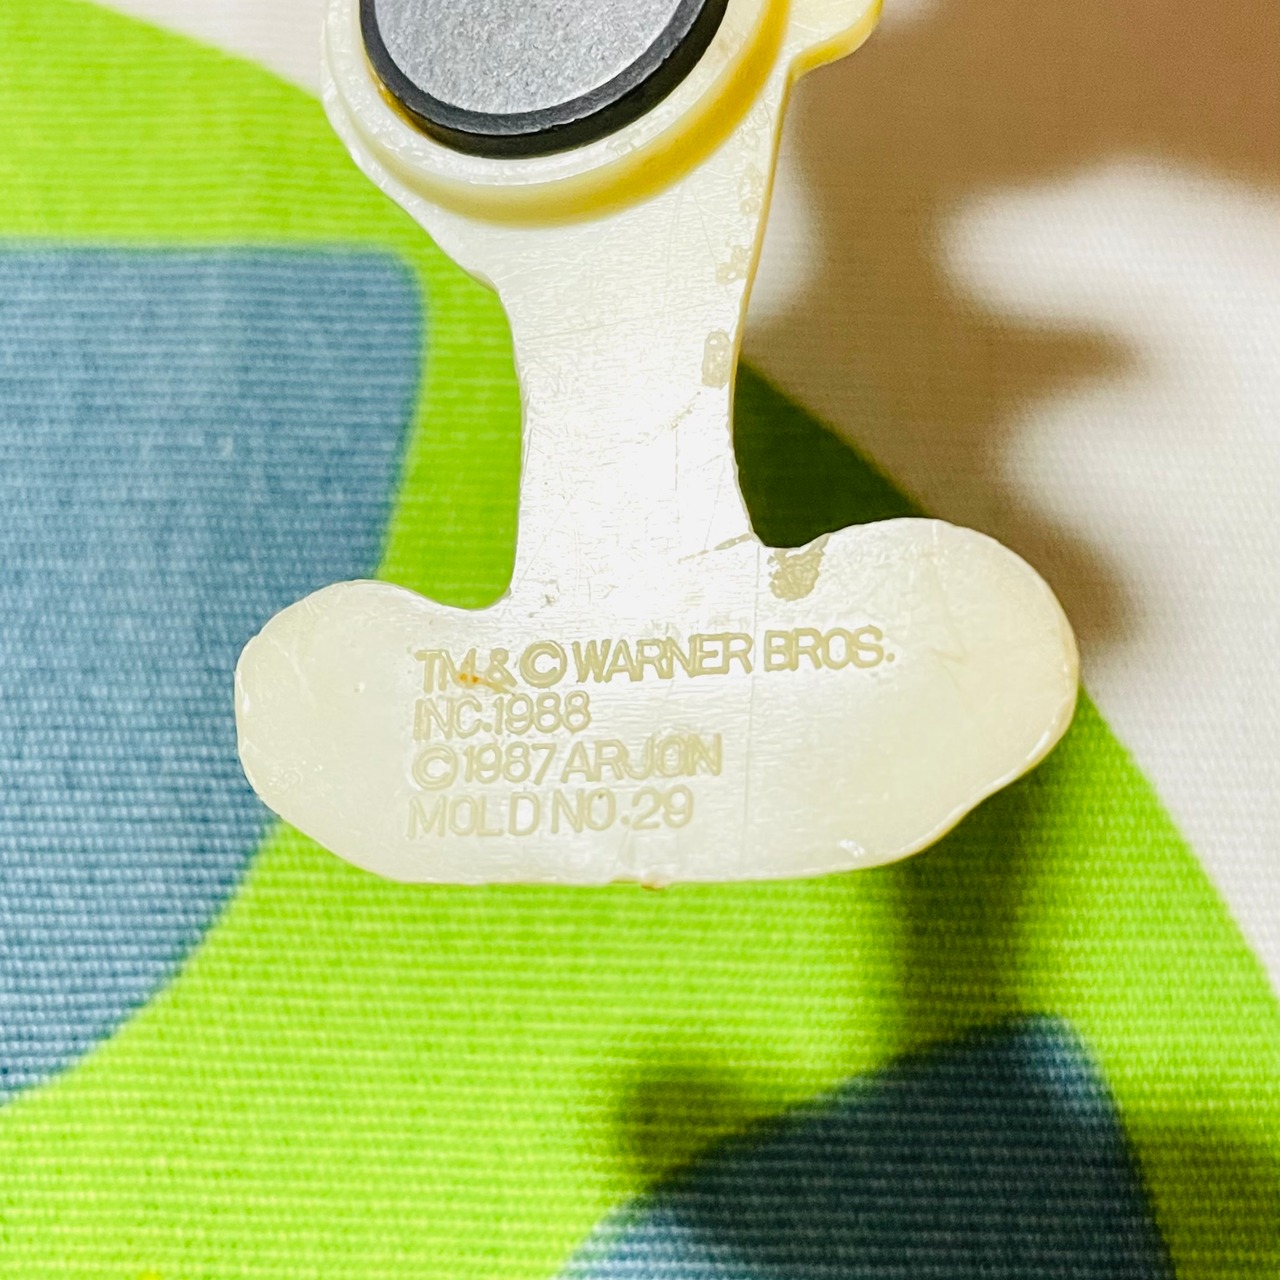 TM & © WARNER BROS.
INC. 1988
© 1987 ARJON
MOLD NO. 29